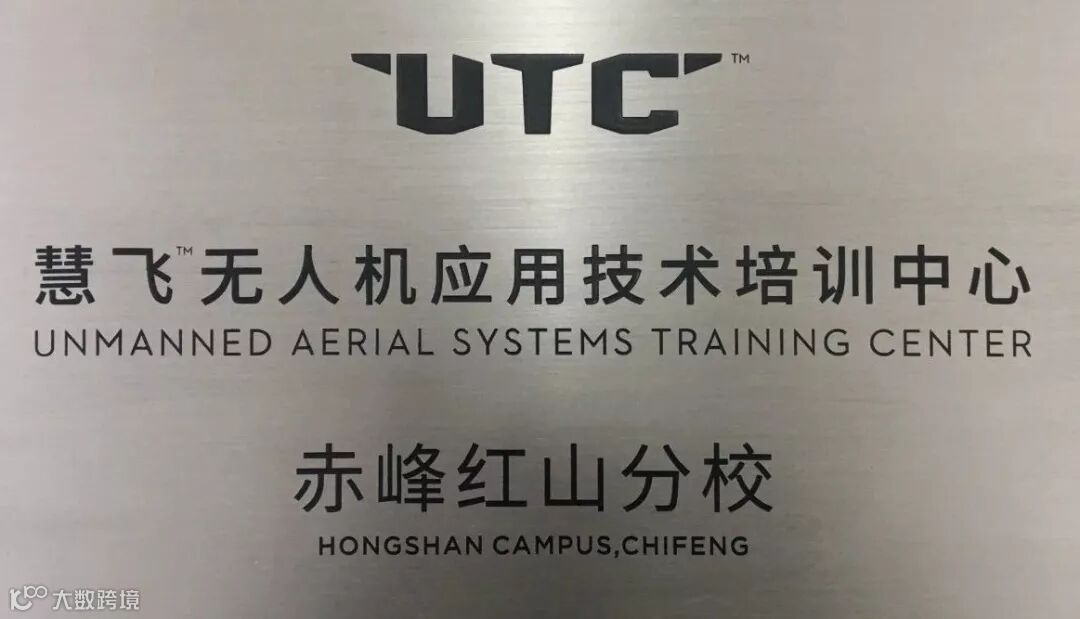 UTC™
慧飞™无人机应用技术培训中心
UNMANNED AERIAL SYSTEMS TRAINING CENTER
赤峰红山分校
HONGSHAN CAMPUS,CHIFENG
大数跨境